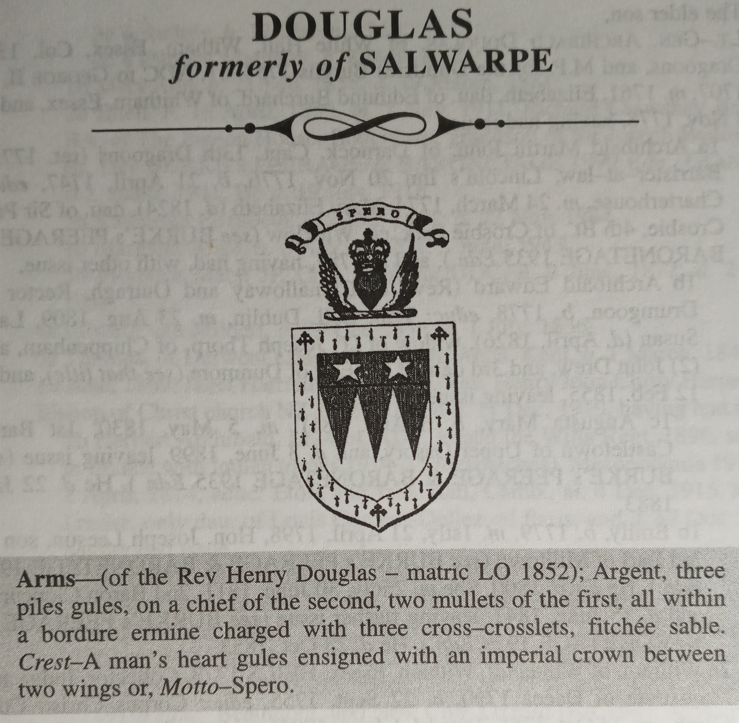 DOUGLAS
formerly of SALWARPE
SPERO
Arms—(of the Rev Henry Douglas – matric LO 1852); Argent, three
piles gules, on a chief of the second, two mullets of the first, all within
a bordure ermine charged with three cross–crosslets, fitchée sable.
Crest–A man's heart gules ensigned with an imperial crown between
two wings or, Motto–Spero.